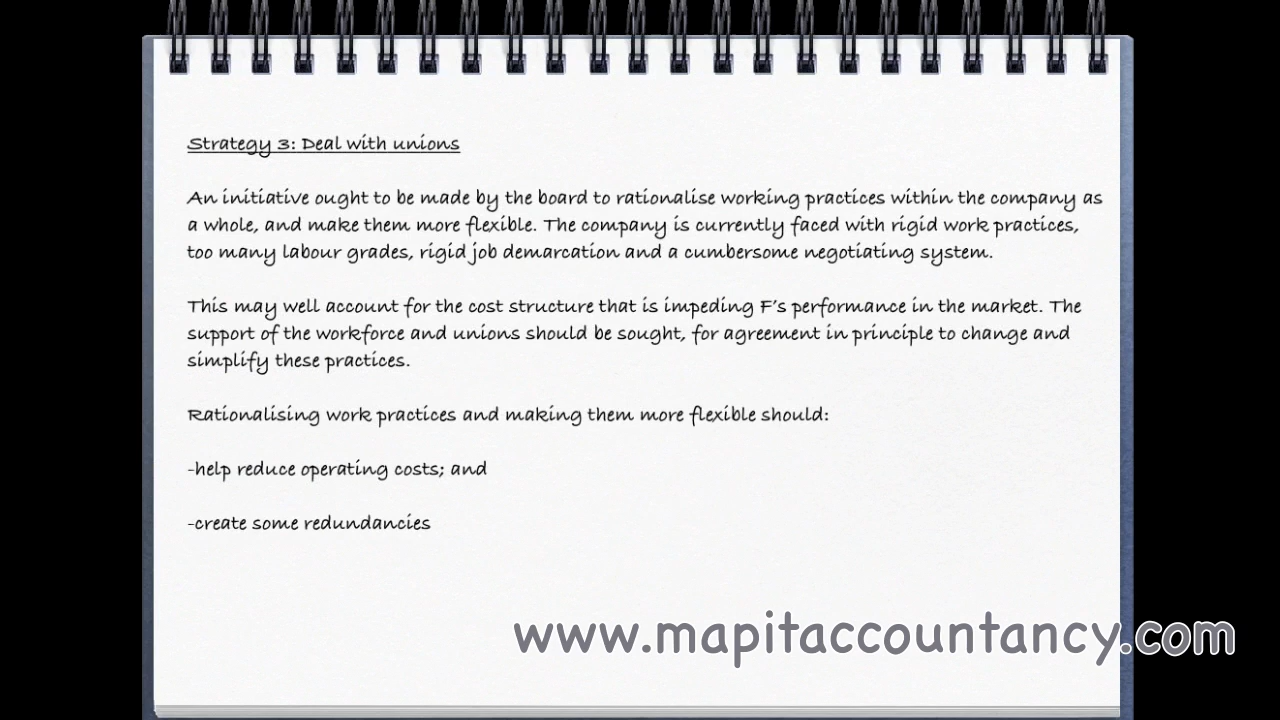 Strategy 3: Deal with unions
An initiative ought to be made by the board to rationalise working practices within the company as
a whole, and make them more flexible. The company is currently faced with rigid work practices,
too many labour grades, rigid job demarcation and a cumbersome negotiating system.
This may well account for the cost structure that is impeding F's performance in the market. The
support of the workforce and unions should be sought, for agreement in principle to change and
simplify these practices.
Rationalising work practices and making them more flexible should:
-help reduce operating costs; and
-create some redundancies
www.mapitaccountancy.com